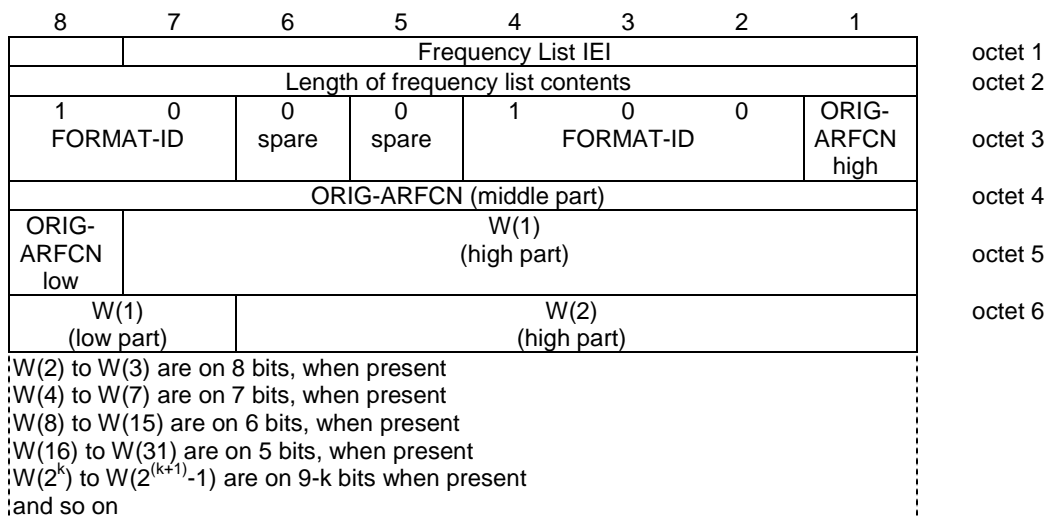 8 7 6 5 4 3 2 1
Frequency List IEI octet 1
Length of frequency list contents octet 2
1 0 0 0 1 0 0 ORIG-
FORMAT-ID spare spare FORMAT-ID ARFCN octet 3
high
ORIG-ARFCN (middle part) octet 4
ORIG- W(1)
ARFCN (high part) octet 5
low
W(1) W(2) octet 6
(low part) (high part)
W(2) to W(3) are on 8 bits, when present
W(4) to W(7) are on 7 bits, when present
W(8) to W(15) are on 6 bits, when present
W(16) to W(31) are on 5 bits, when present
W(2^k) to W(2^(k+1)-1) are on 9-k bits when present
and so on